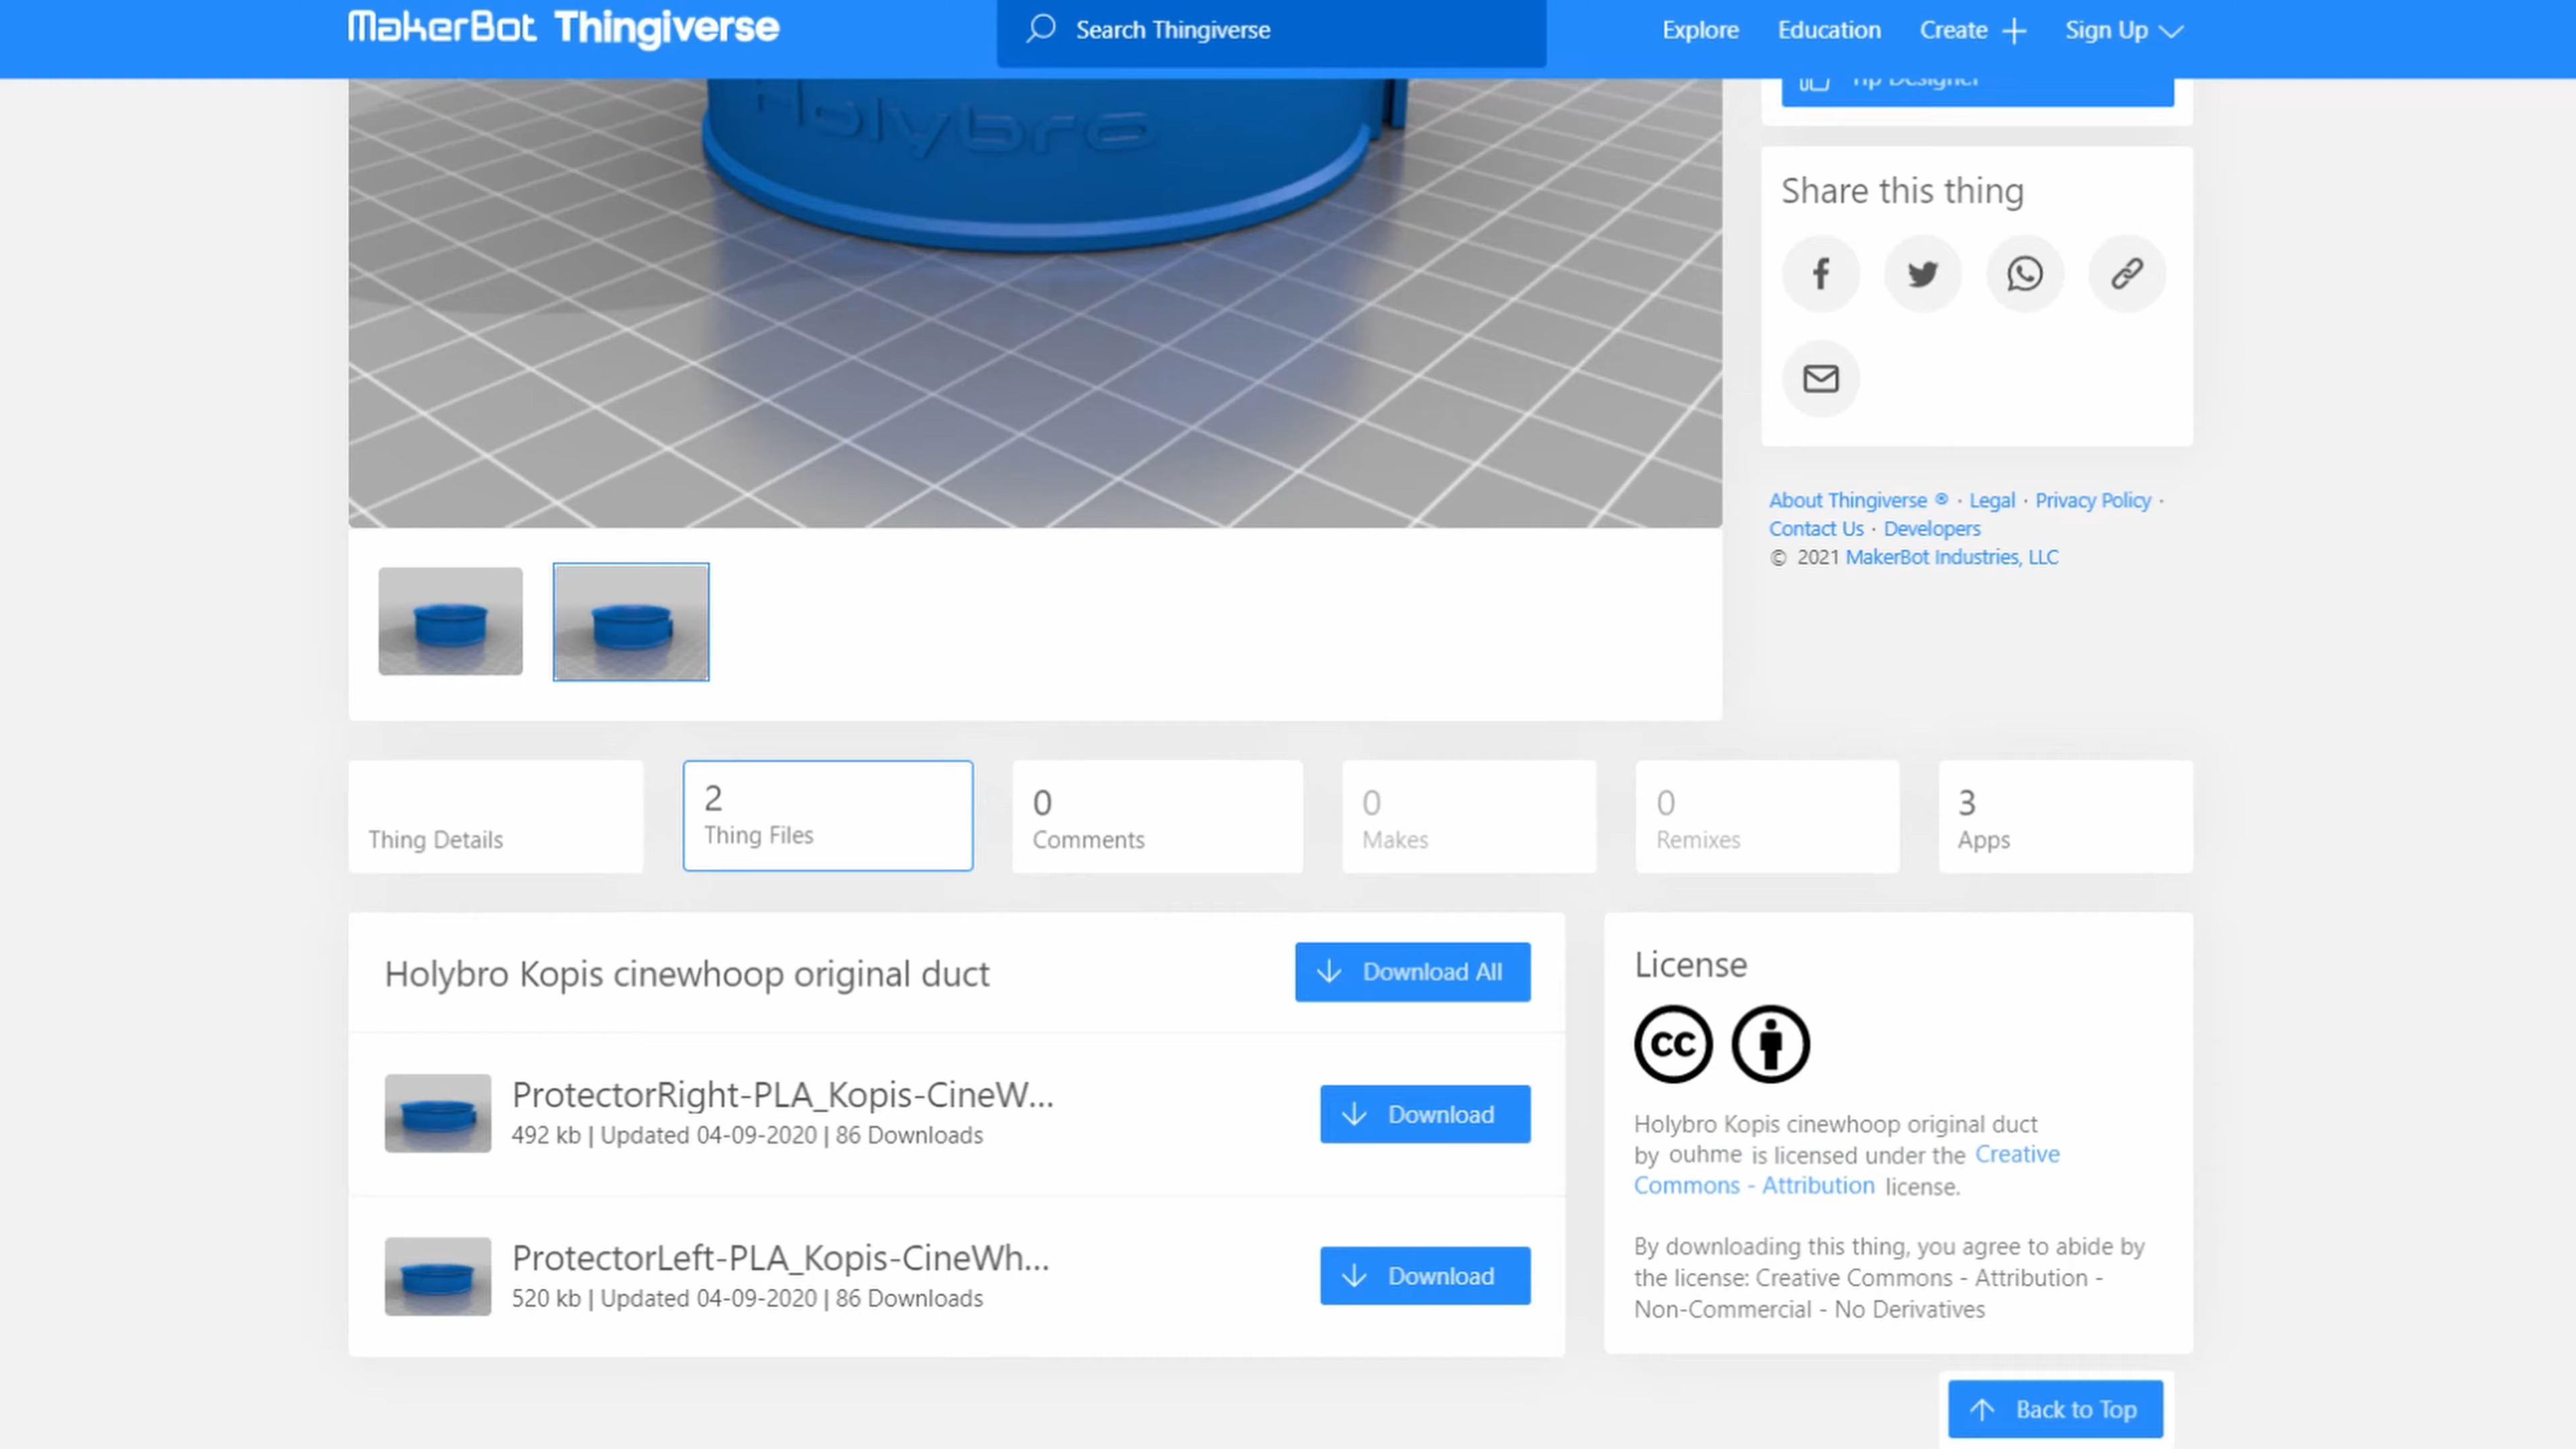 MakerBot Thingiverse
Search Thingiverse
Explore
Education
Create
Sign Up
Tip Designer
Holybro
Share this thing
About Thingiverse ® · Legal · Privacy Policy ·
Contact Us · Developers
© 2021 MakerBot Industries, LLC
Thing Details
2
Thing Files
0
Comments
0
Makes
0
Remixes
3
Apps
Holybro Kopis cinewhoop original duct
Download All
ProtectorRight-PLA_Kopis-CineW...
492 kb | Updated 04-09-2020 | 86 Downloads
Download
ProtectorLeft-PLA_Kopis-CineWh...
520 kb | Updated 04-09-2020 | 86 Downloads
Download
License
cc
Holybro Kopis cinewhoop original duct
by ouhme is licensed under the Creative
Commons - Attribution license.
By downloading this thing, you agree to abide by
the license: Creative Commons - Attribution -
Non-Commercial - No Derivatives
Back to Top